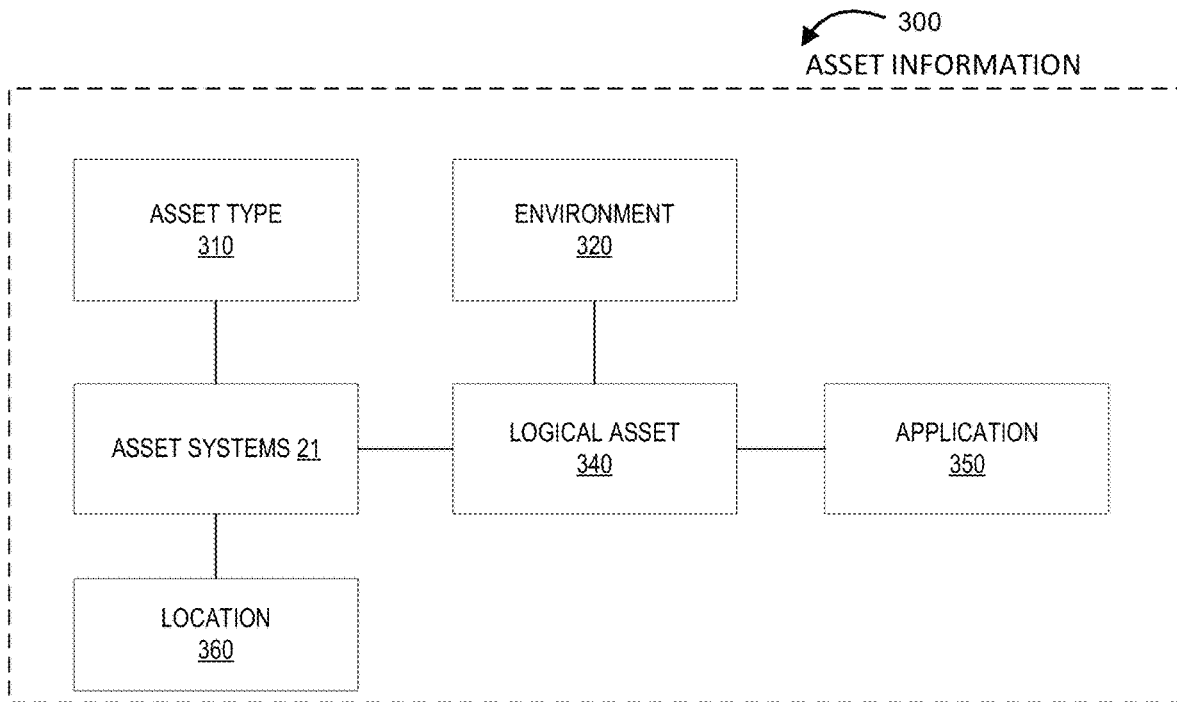 300
ASSET INFORMATION
ASSET TYPE
310
ENVIRONMENT
320
ASSET SYSTEMS 21
LOGICAL ASSET
340
APPLICATION
350
LOCATION
360